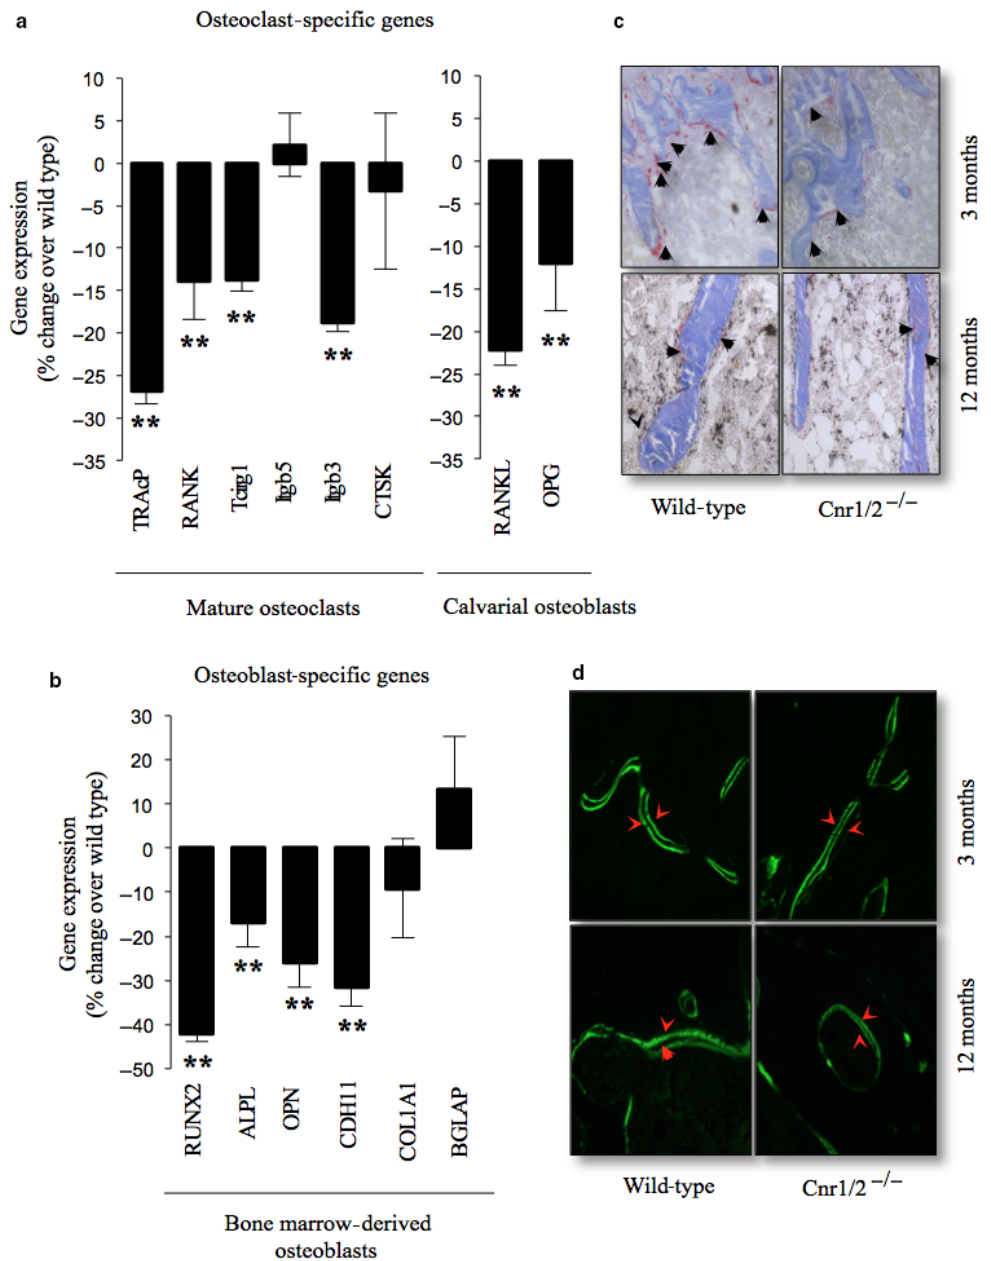 a
Osteoclast-specific genes
Gene expression
(% change over wild type)
10
5
0
–5
–10
–15
–20
–25
–30
–35
10
5
0
–5
–10
–15
–20
–25
–30
–35
**
**
**
**
**
**
TRAcP
RANK
Tcirg1
Itgb5
Itgb3
CTSK
RANKL
OPG
Mature osteoclasts
Calvarial osteoblasts
b
Osteoblast-specific genes
Gene expression
(% change over wild type)
30
20
10
0
–10
–20
–30
–40
–50
**
**
**
**
RUNX2
ALPL
OPN
CDH11
COL1A1
BGLAP
Bone marrow-derived
osteoblasts
c
3 months
12 months
Wild-type
Cnr1/2 –/–
d
3 months
12 months
Wild-type
Cnr1/2 –/–